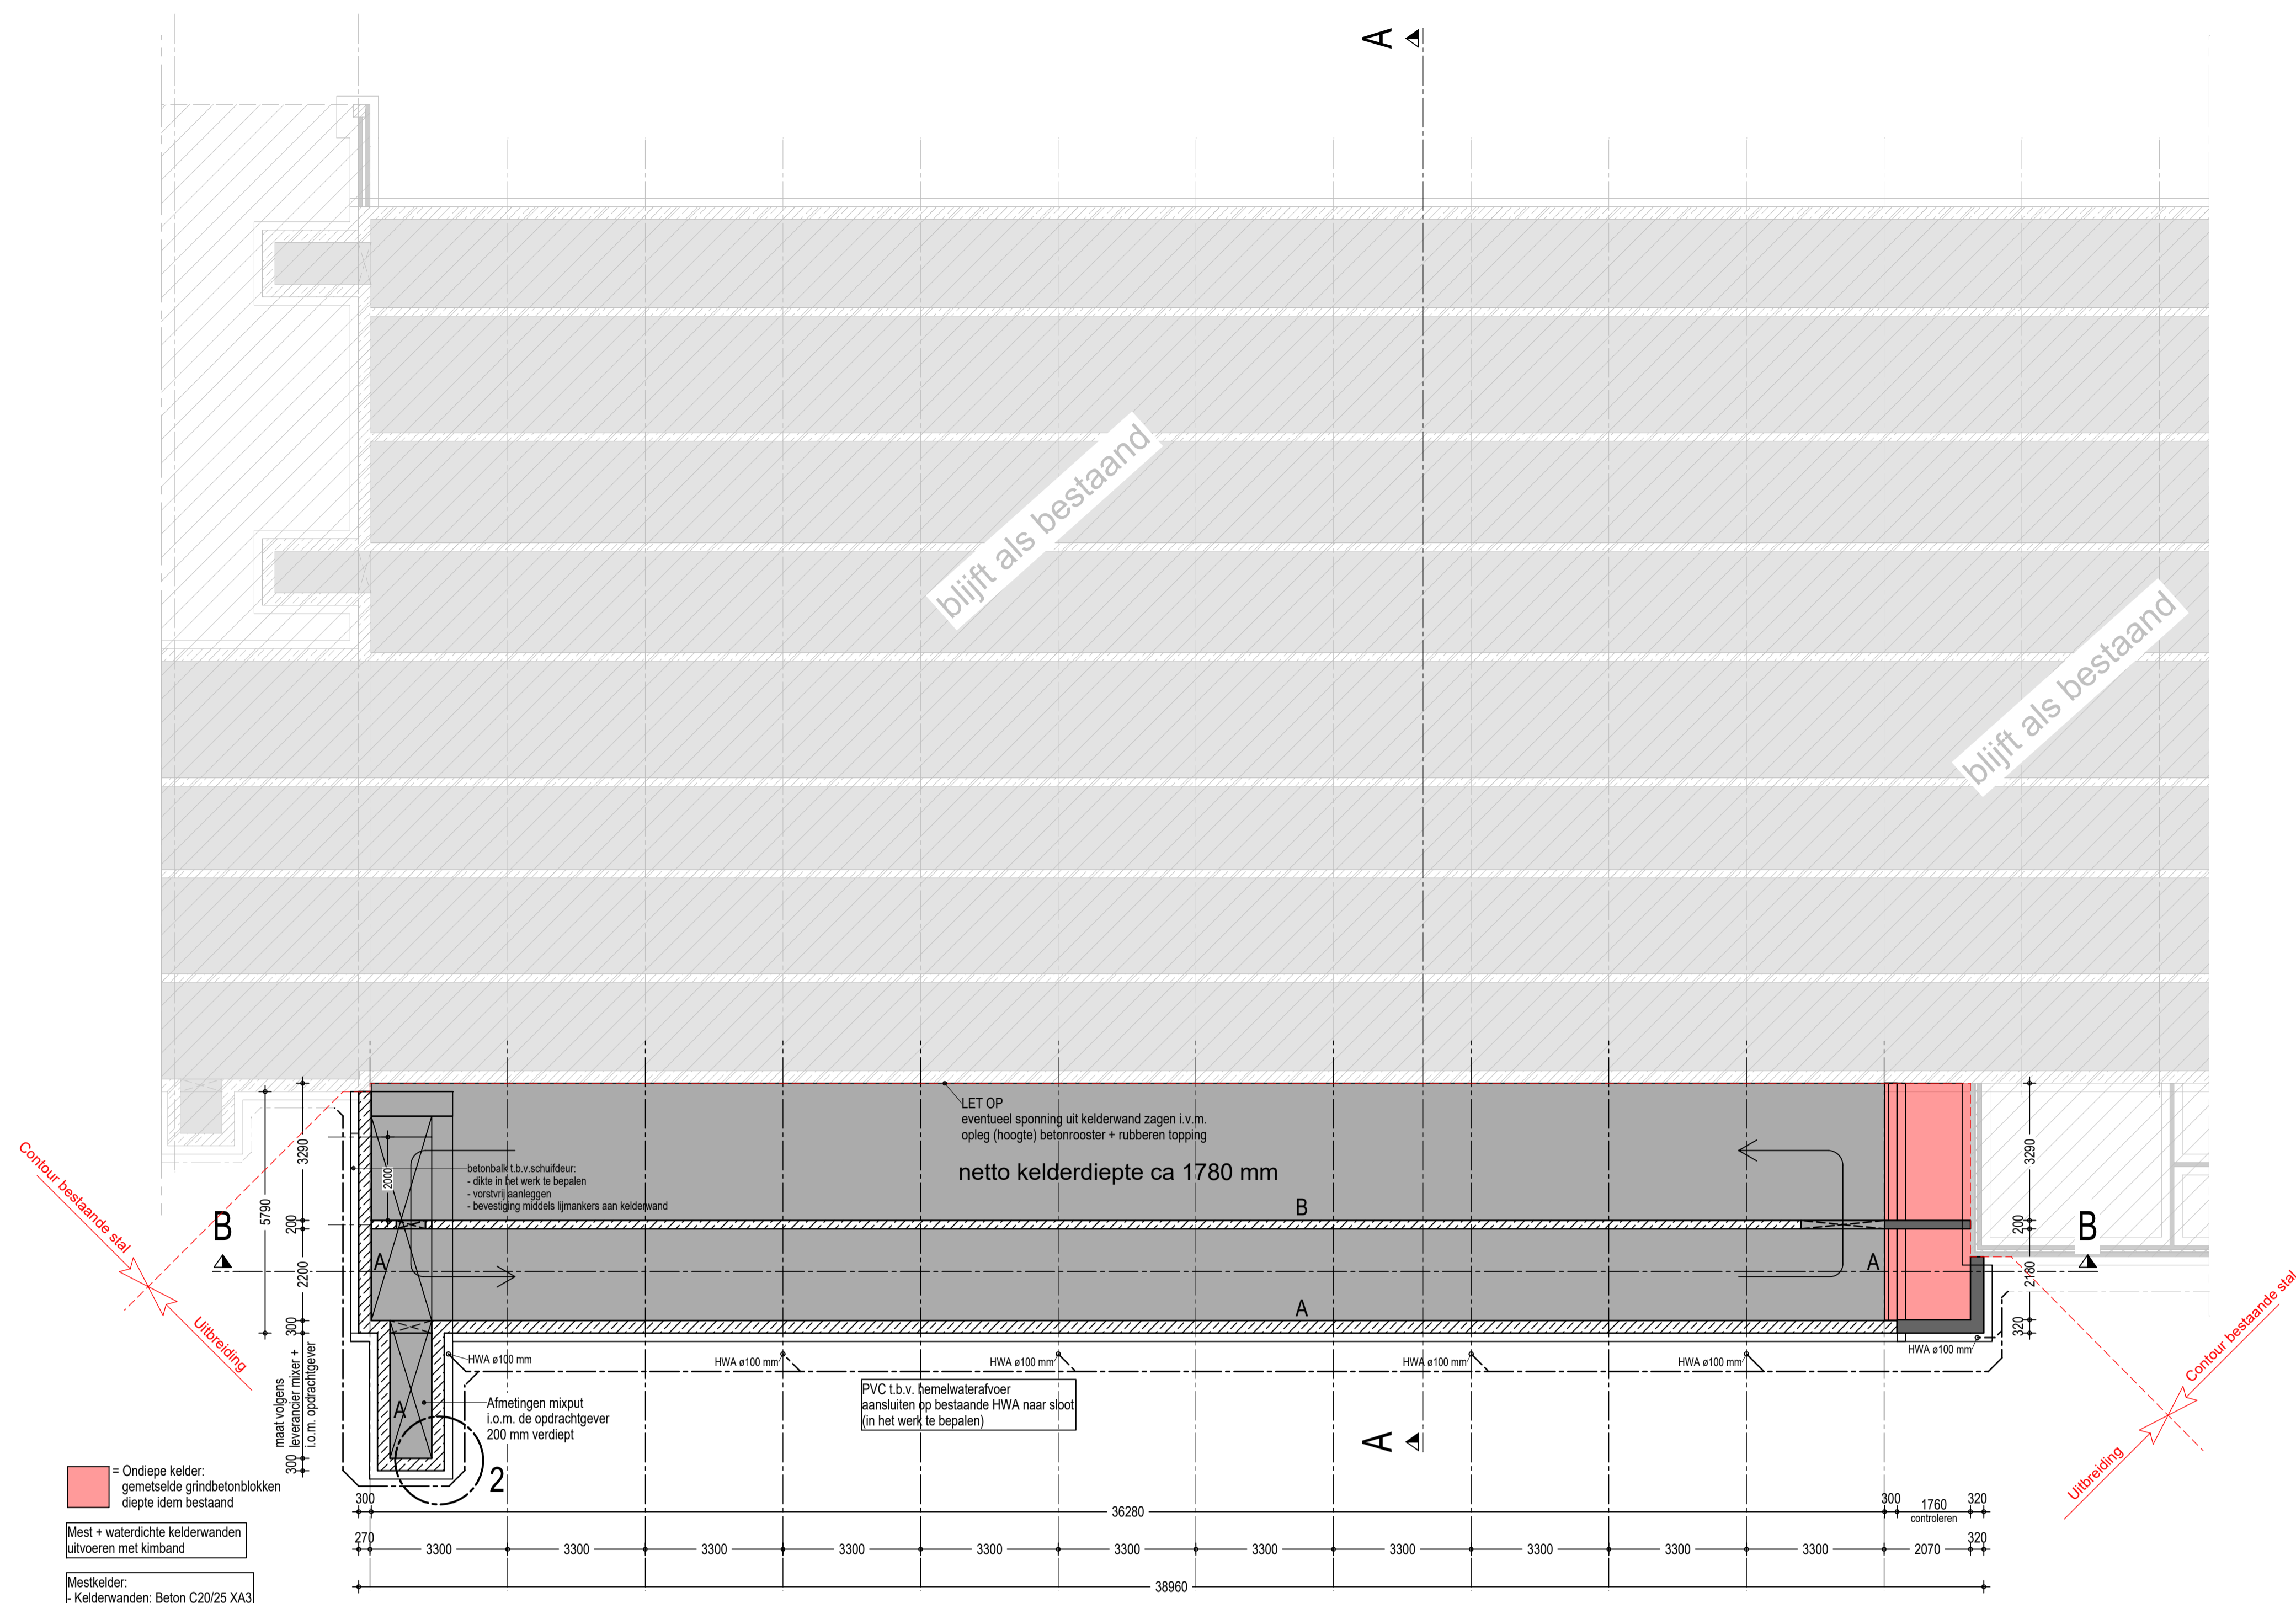 A
blijft als bestaand
blijft als bestaand
LET OP
eventueel sponning uit kelderwand zagen i.v.m.
opleg (hoogte) betonrooster + rubberen topping
netto kelderdiepte ca 1780 mm
betonbalk t.b.v.schuifdeur:
- dikte in het werk te bepalen
- vorstvrij aanleggen
- bevestiging middels lijmankers aan kelderwand
2000
3290
5790
200
2200
300
300
maat volgens
leverancier mixer +
i.o.m. opdrachtgever
Contour bestaande stal
Uitbreiding
B
B
A
A
A
A
B
3290
200
2180
320
Contour bestaande stal
Uitbreiding
HWA ø100 mm
HWA ø100 mm
HWA ø100 mm
HWA ø100 mm
HWA ø100 mm
HWA ø100 mm
PVC t.b.v. hemelwaterafvoer
aansluiten op bestaande HWA naar sloot
(in het werk te bepalen)
Afmetingen mixput
i.o.m. de opdrachtgever
200 mm verdiept
A
2
= Ondiepe kelder:
gemetselde grindbetonblokken
diepte idem bestaand
Mest + waterdichte kelderwanden
uitvoeren met kimband
Mestkelder:
- Kelderwanden: Beton C20/25 XA3
300 36280 300 1760 320
controleren
270 3300 3300 3300 3300 3300 3300 3300 3300 3300 3300 3300 2070 320
38960